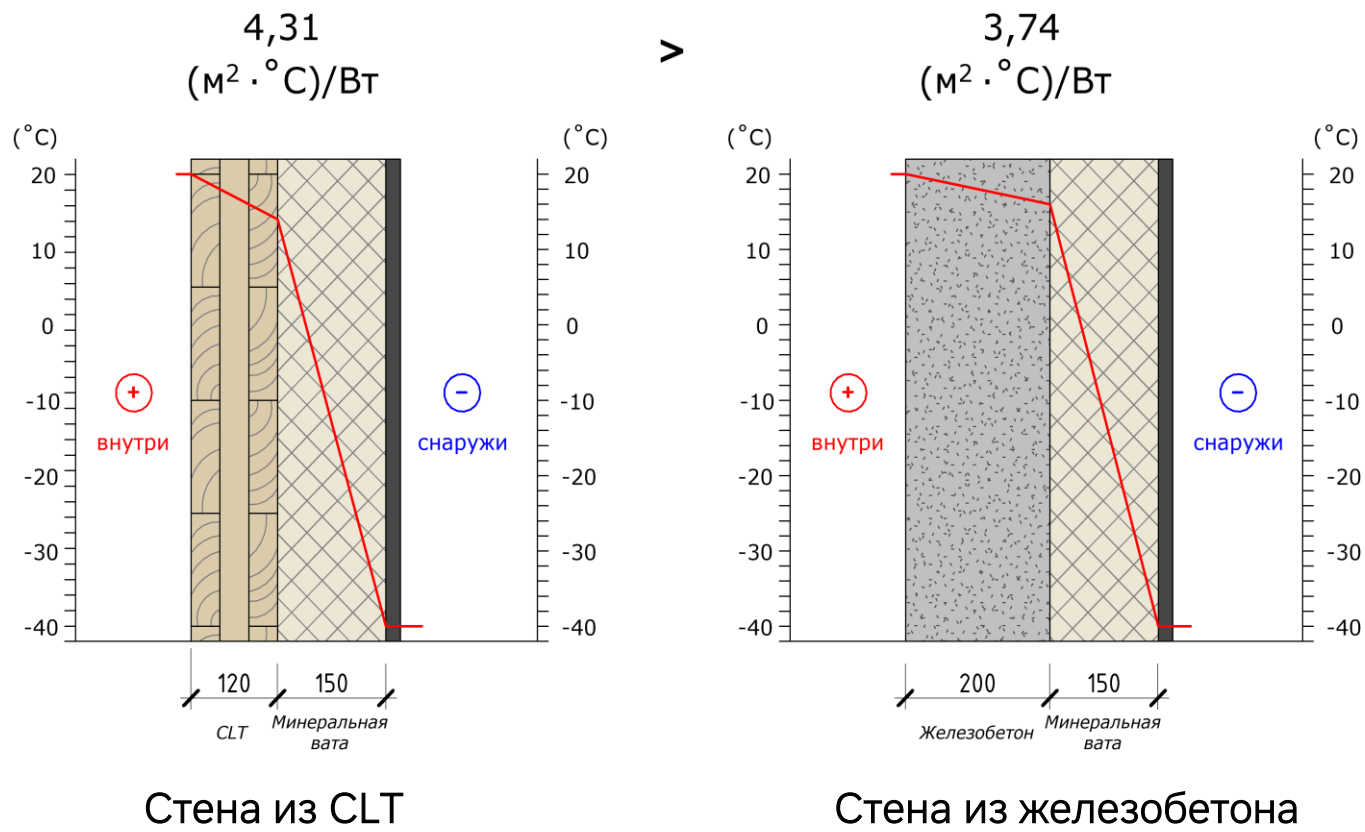 4,31
(м² · ˚С)/Вт
>
3,74
(м² · ˚С)/Вт
(˚С)
20
10
0
-10
-20
-30
-40
+
внутри
120
150
CLT
Минеральная
вата
(˚С)
20
10
0
-10
-20
-30
-40
−
снаружи
Стена из CLT
(˚С)
20
10
0
-10
-20
-30
-40
+
внутри
200
150
Железобетон
Минеральная
вата
(˚С)
20
10
0
-10
-20
-30
-40
−
снаружи
Стена из железобетона